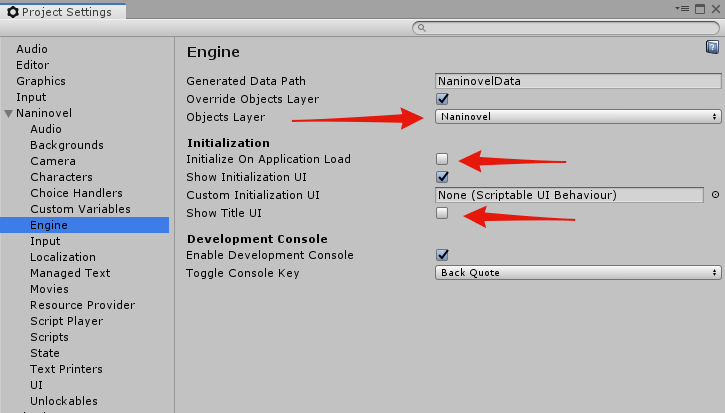 Project Settings
Audio
Editor
Graphics
Input
Naninovel
Audio
Backgrounds
Camera
Characters
Choice Handlers
Custom Variables
Engine
Input
Localization
Managed Text
Movies
Resource Provider
Script Player
Scripts
State
Text Printers
UI
Unlockables
Engine
Generated Data Path NaninovelData
Override Objects Layer
Objects Layer Naninovel
Initialization
Initialize On Application Load
Show Initialization UI
Custom Initialization UI None (Scriptable UI Behaviour)
Show Title UI
Development Console
Enable Development Console
Toggle Console Key Back Quote